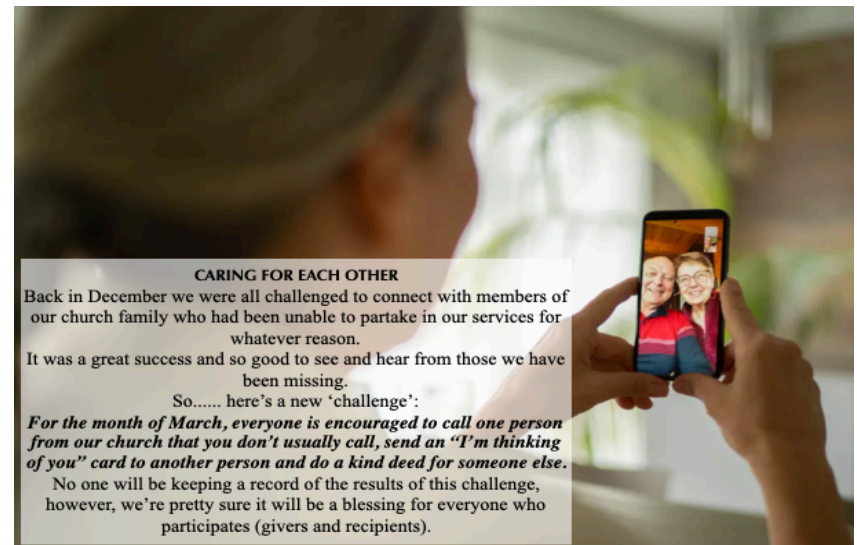 CARING FOR EACH OTHER
Back in December we were all challenged to connect with members of
our church family who had been unable to partake in our services for
whatever reason.
It was a great success and so good to see and hear from those we have
been missing.
So...... here’s a new ‘challenge’:
For the month of March, everyone is encouraged to call one person
from our church that you don’t usually call, send an “I’m thinking
of you” card to another person and do a kind deed for someone else.
No one will be keeping a record of the results of this challenge,
however, we’re pretty sure it will be a blessing for everyone who
participates (givers and recipients).